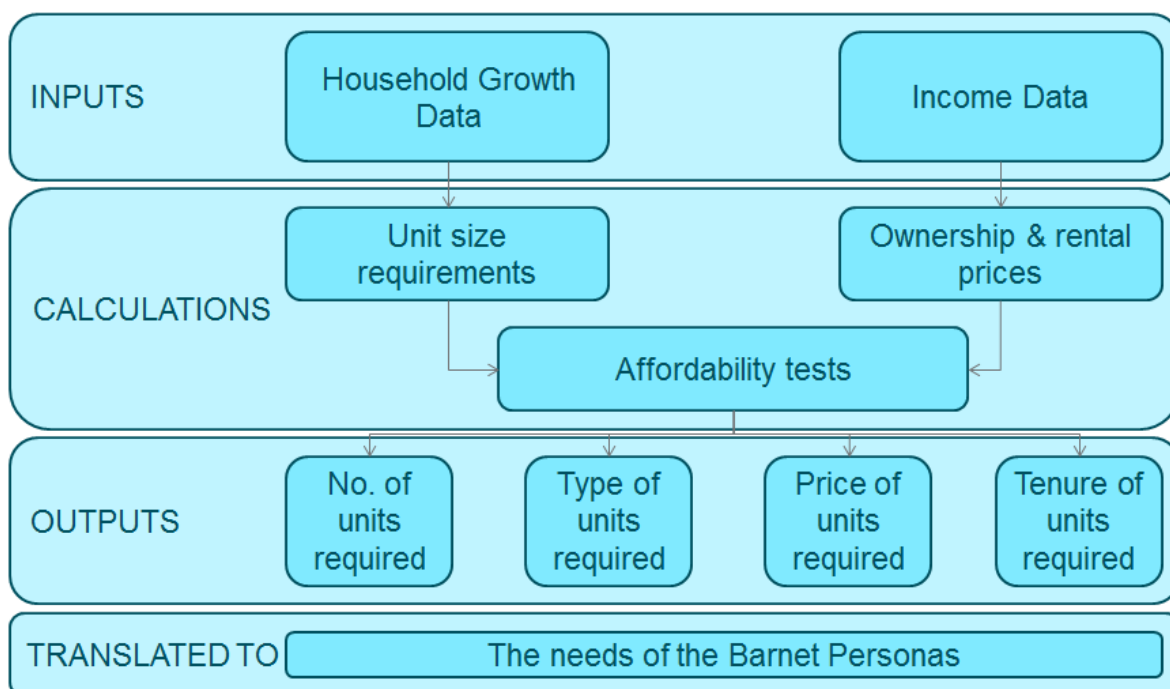 INPUTS
Household Growth
Data
Income Data
CALCULATIONS
Unit size
requirements
Ownership & rental
prices
Affordability tests
OUTPUTS
No. of
units
required
Type of
units
required
Price of
units
required
Tenure of
units
required
TRANSLATED TO
The needs of the Barnet Personas